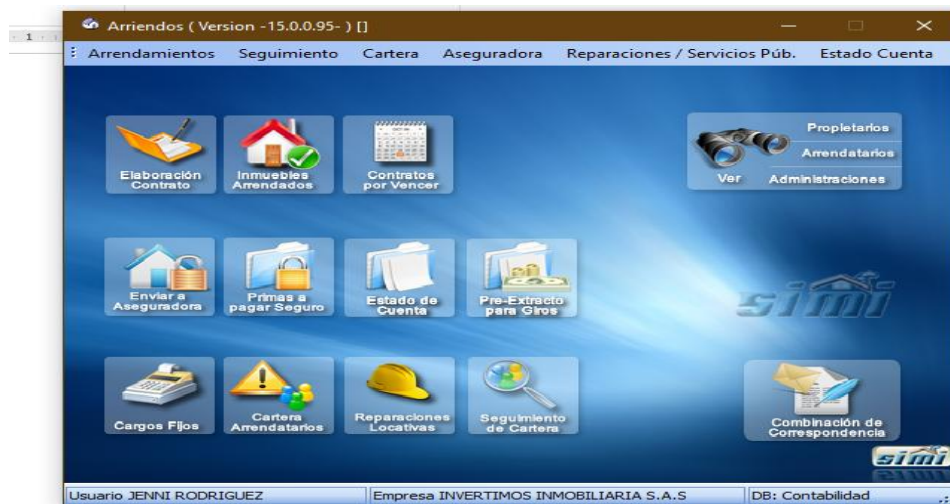 1
Arriendos ( Version -15.0.0.95- ) []
Arrendamientos Seguimiento Cartera Aseguradora Reparaciones / Servicios Púb. Estado Cuenta
Elaboración
Contrato
Inmuebles
Arrendados
Contratos
por Vencer
Ver
Propietarios
Arrendatarios
Administraciones
Enviar a
Aseguradora
Primas a
pagar Seguro
Estado de
Cuenta
Pre-Extracto
para Giros
simi
Cargos Fijos
Cartera
Arrendatarios
Reparaciones
Locativas
Seguimiento
de Cartera
Combinación de
Correspondencia
simi
Usuario JENNI RODRIGUEZ
Empresa INVERTIMOS INMOBILIARIA S.A.S
DB: Contabilidad